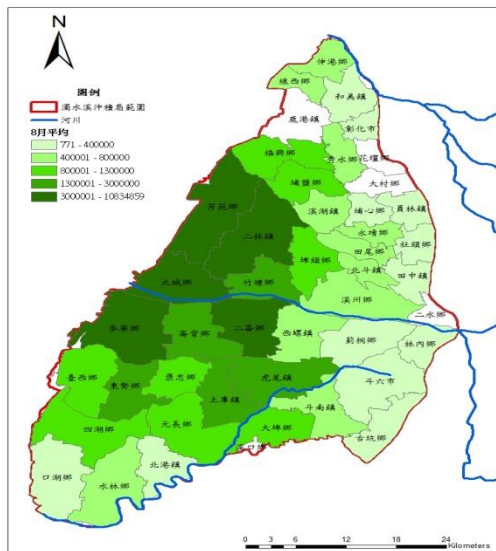 N
圖例
濁水溪沖積扇範圍
河川
8月平均
771 - 400000
400001 - 800000
800001 - 1300000
1300001 - 3000000
3000001 - 10834859
伸港鄉
線西鄉
和美鎮
鹿港鎮
彰化市
福興鄉
秀水鄉
花壇鄉
埔鹽鄉
大村鄉
芳苑鄉
溪湖鎮
埔心鄉
員林鎮
二林鎮
永靖鄉
社頭鄉
埤頭鄉
田尾鄉
北斗鎮
田中鎮
大城鄉
竹塘鄉
溪州鄉
二水鄉
麥寮鄉
崙背鄉
二崙鄉
西螺鎮
莿桐鄉
林內鄉
臺西鄉
東勢鄉
褒忠鄉
虎尾鎮
斗六市
土庫鎮
四湖鄉
元長鄉
斗南鎮
大埤鄉
古坑鄉
口湖鄉
水林鄉
北港鎮
0 3 6 12 18 24
Kilometers